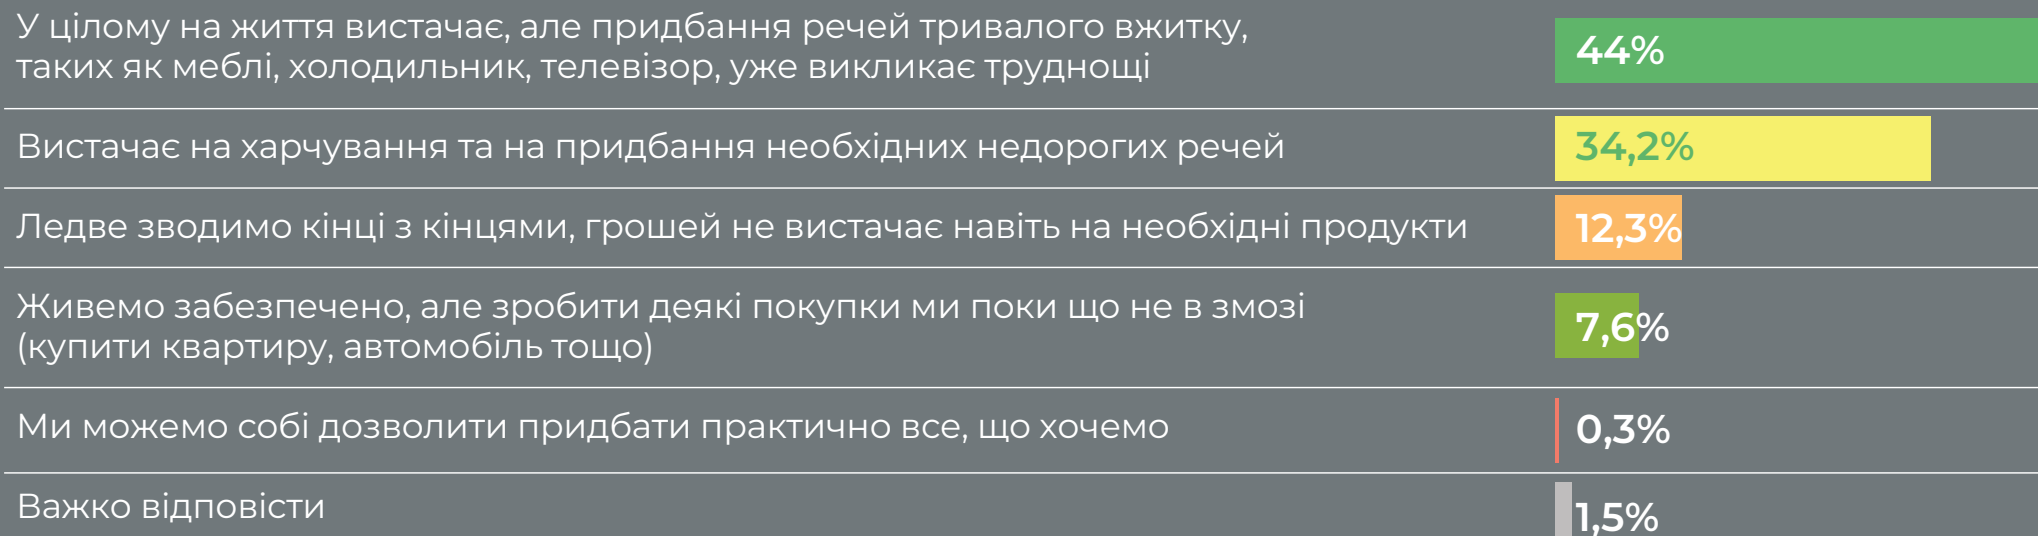 У цілому на життя вистачає, але придбання речей тривалого вжитку,
таких як меблі, холодильник, телевізор, уже викликає труднощі
44%
Вистачає на харчування та на придбання необхідних недорогих речей
34,2%
Ледве зводимо кінці з кінцями, грошей не вистачає навіть на необхідні продукти
12,3%
Живемо забезпечено, але зробити деякі покупки ми поки що не в змозі
(купити квартиру, автомобіль тощо)
7,6%
Ми можемо собі дозволити придбати практично все, що хочемо
0,3%
Важко відповісти
1,5%